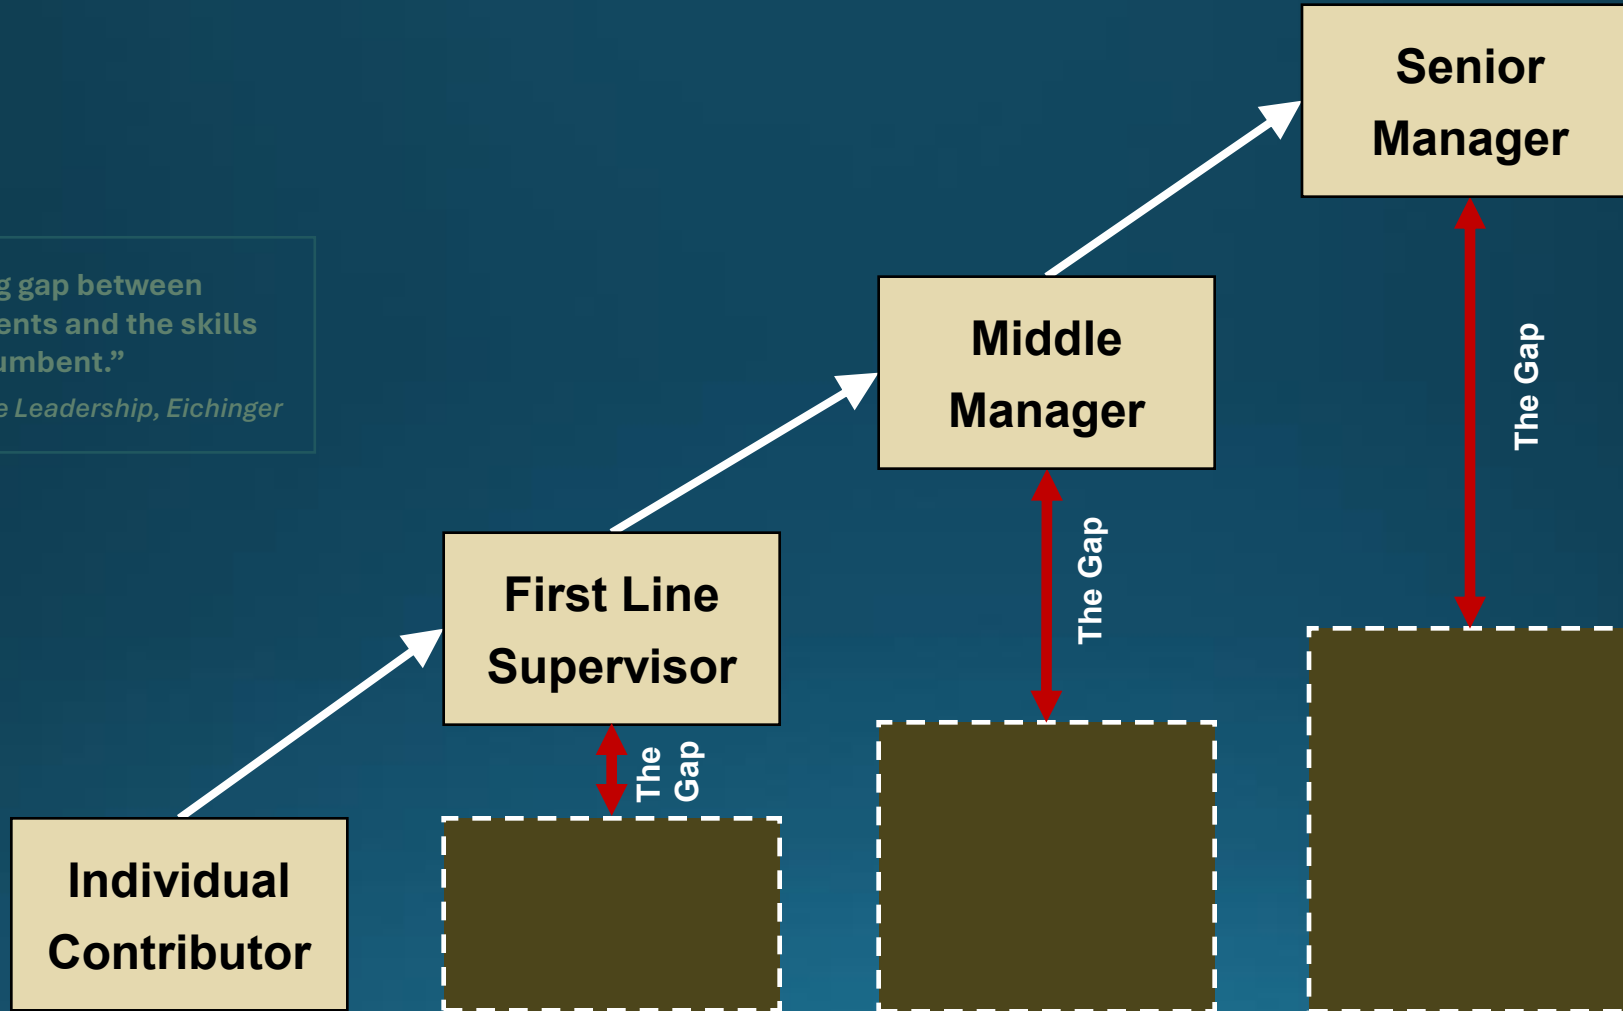 Senior
Manager
g gap between
ents and the skills
umbent.”
e Leadership, Eichinger
Middle
Manager
The Gap
First Line
Supervisor
The Gap
The
Gap
Individual
Contributor